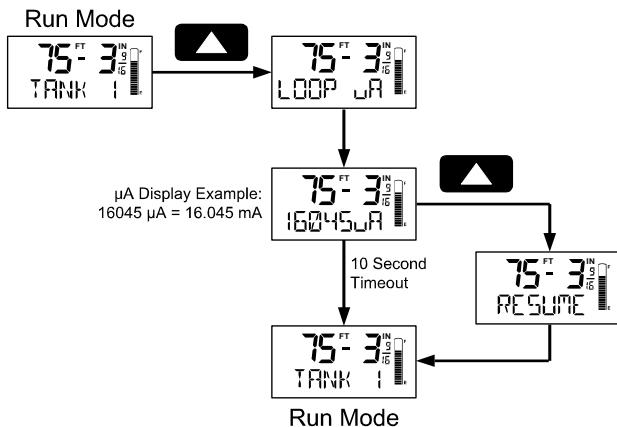 Run Mode
75 FT - 3 IN 9/16 F
TANK 1 E
75 FT - 3 IN 9/16 F
LOOP uA E
µA Display Example:
16045 µA = 16.045 mA
75 FT - 3 IN 9/16 F
16045uA E
10 Second
Timeout
75 FT - 3 IN 9/16 F
RESUME E
75 FT - 3 IN 9/16 F
TANK 1 E
Run Mode